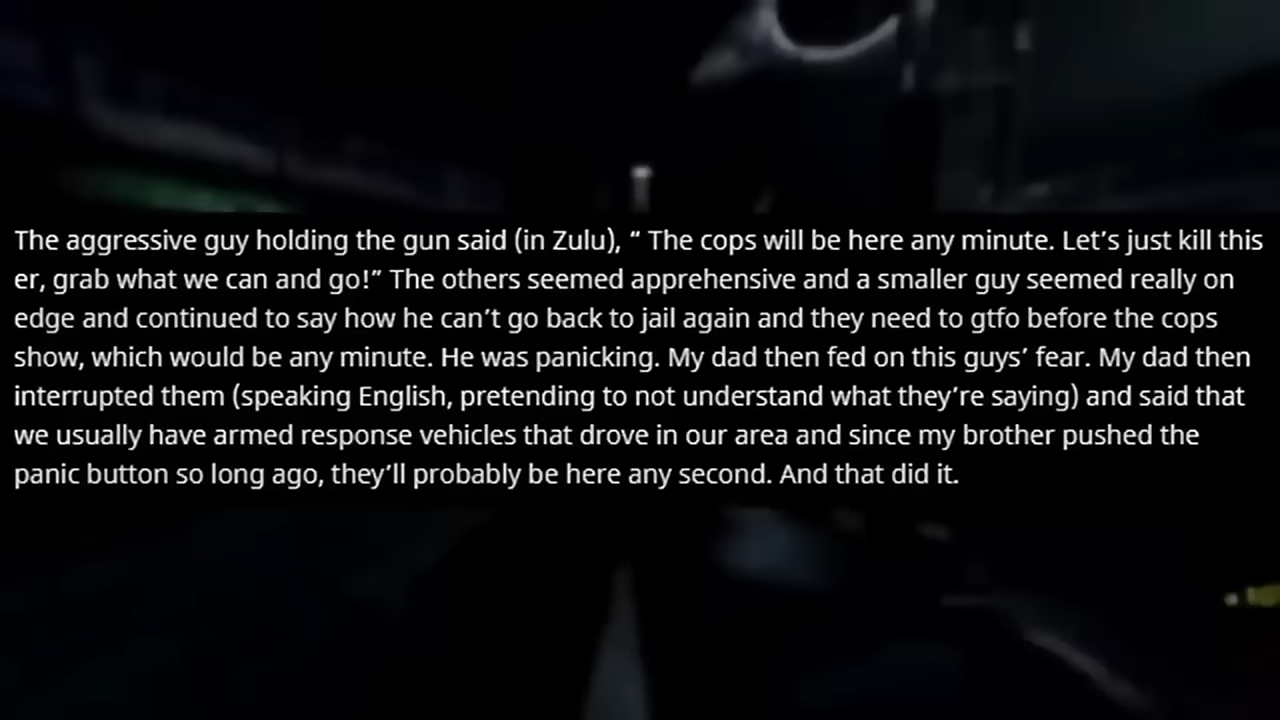 The aggressive guy holding the gun said (in Zulu), “ The cops will be here any minute. Let’s just kill this
er, grab what we can and go!” The others seemed apprehensive and a smaller guy seemed really on
edge and continued to say how he can’t go back to jail again and they need to gtfo before the cops
show, which would be any minute. He was panicking. My dad then fed on this guys’ fear. My dad then
interrupted them (speaking English, pretending to not understand what they’re saying) and said that
we usually have armed response vehicles that drove in our area and since my brother pushed the
panic button so long ago, they’ll probably be here any second. And that did it.